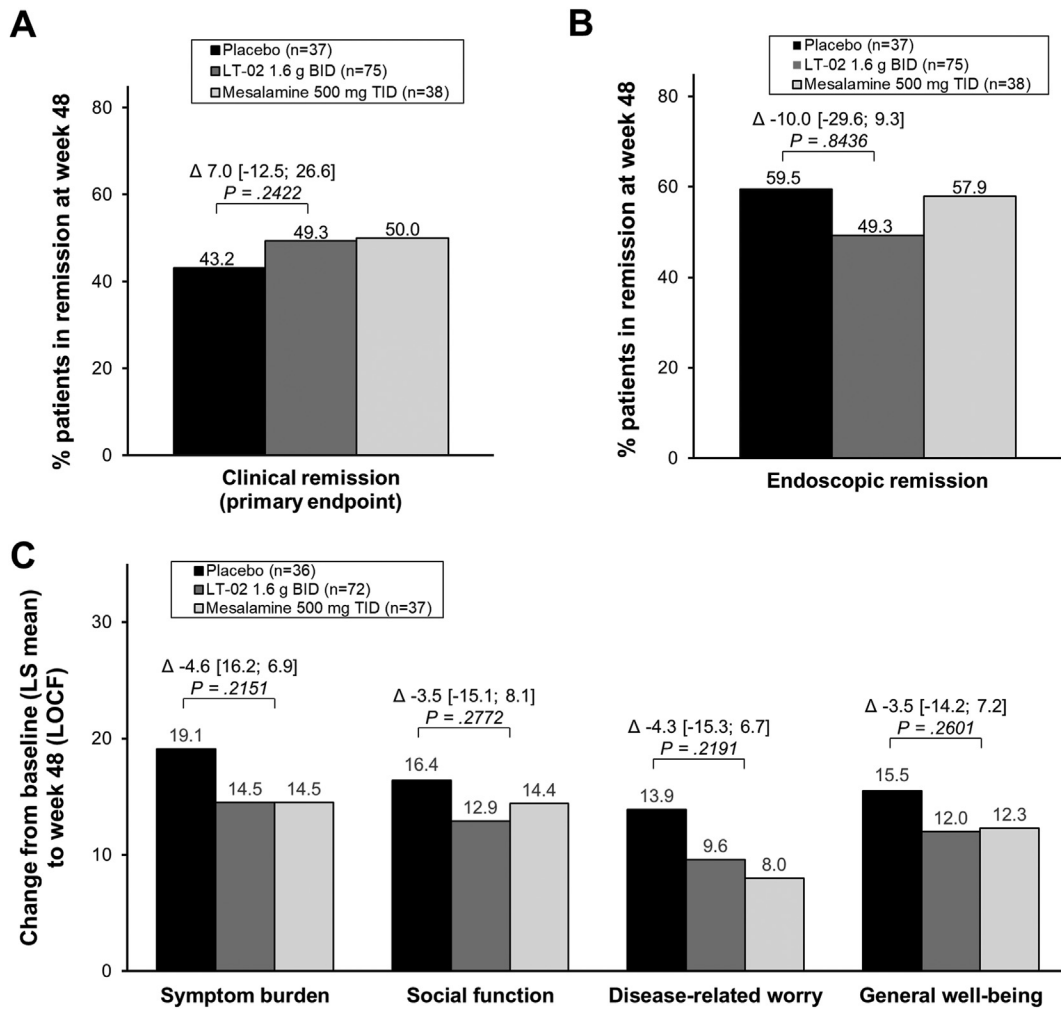 A
Placebo (n=37)
LT-02 1.6 g BID (n=75)
Mesalamine 500 mg TID (n=38)
% patients in remission at week 48
80
60
40
20
0
Δ 7.0 [-12.5; 26.6]
P = .2422
43.2
49.3
50.0
Clinical remission
(primary endpoint)
B
Placebo (n=37)
LT-02 1.6 g BID (n=75)
Mesalamine 500 mg TID (n=38)
% patients in remission at week 48
80
60
40
20
0
Δ -10.0 [-29.6; 9.3]
P = .8436
59.5
49.3
57.9
Endoscopic remission
C
Placebo (n=36)
LT-02 1.6 g BID (n=72)
Mesalamine 500 mg TID (n=37)
Change from baseline (LS mean)
to week 48 (LOCF)
30
20
10
0
Δ -4.6 [16.2; 6.9]
P = .2151
19.1
14.5
14.5
Symptom burden
Δ -3.5 [-15.1; 8.1]
P = .2772
16.4
12.9
14.4
Social function
Δ -4.3 [-15.3; 6.7]
P = .2191
13.9
9.6
8.0
Disease-related worry
Δ -3.5 [-14.2; 7.2]
P = .2601
15.5
12.0
12.3
General well-being